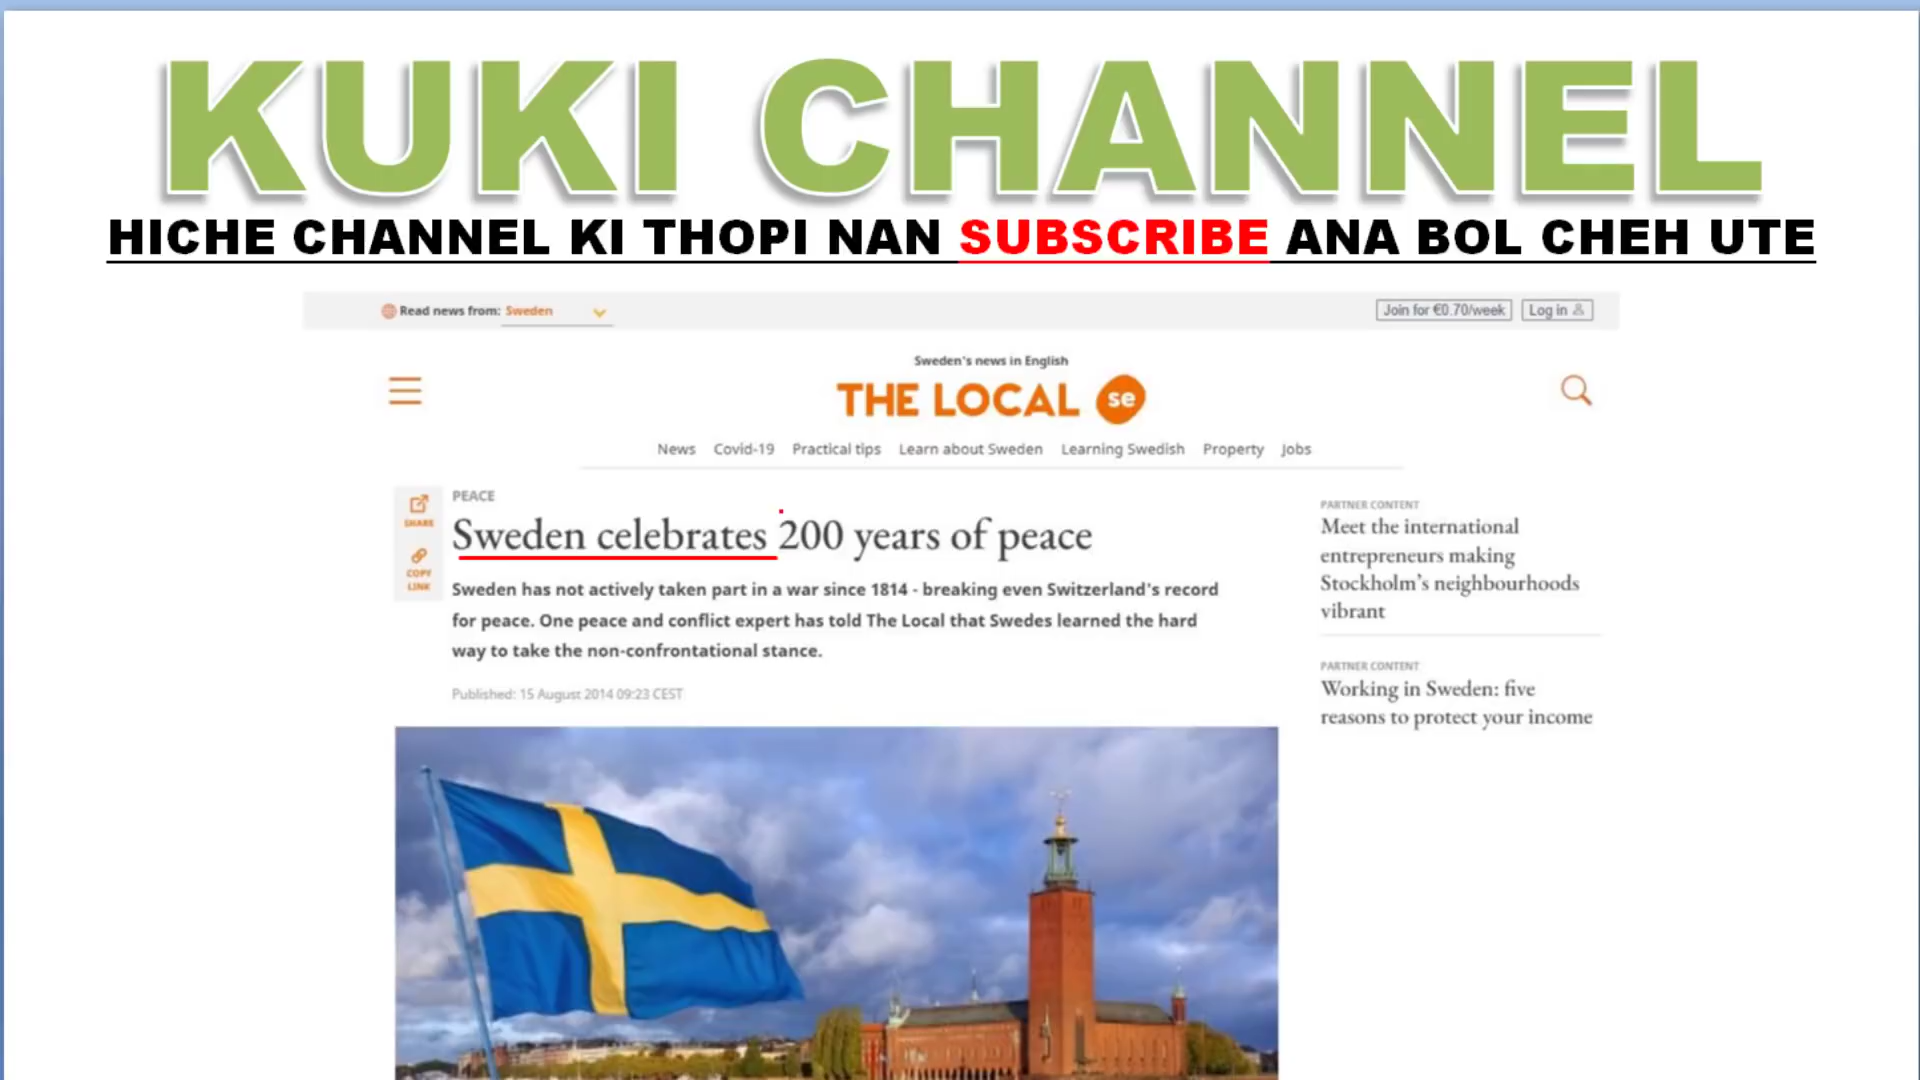 KUKI CHANNEL
HICHE CHANNEL KI THOPI NAN SUBSCRIBE ANA BOL CHEH UTE
Read news from: Sweden
Join for €0.70/week
Log in
Sweden's news in English
THE LOCAL se
News Covid-19 Practical tips Learn about Sweden Learning Swedish Property Jobs
SHARE
COPY
LINK
PEACE
Sweden celebrates 200 years of peace
Sweden has not actively taken part in a war since 1814 - breaking even Switzerland's record
for peace. One peace and conflict expert has told The Local that Swedes learned the hard
way to take the non-confrontational stance.
Published: 15 August 2014 09:23 CEST
PARTNER CONTENT
Meet the international
entrepreneurs making
Stockholm’s neighbourhoods
vibrant
PARTNER CONTENT
Working in Sweden: five
reasons to protect your income